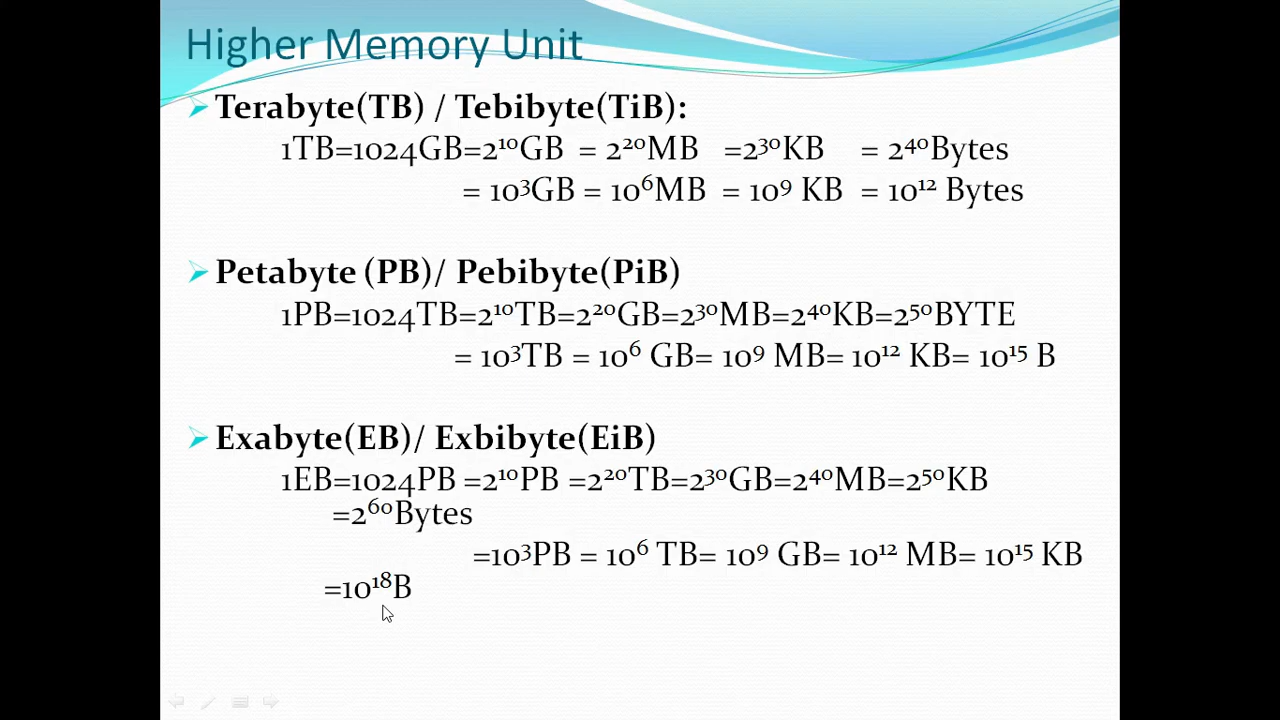 Higher Memory Unit
Terabyte(TB) / Tebibyte(TiB):
1TB=1024GB=2¹⁰GB = 2²⁰MB =2³⁰KB = 2⁴⁰Bytes
= 10³GB = 10⁶MB = 10⁹ KB = 10¹² Bytes
Petabyte (PB)/ Pebibyte(PiB)
1PB=1024TB=2¹⁰TB=2²⁰GB=2³⁰MB=2⁴⁰KB=2⁵⁰BYTE
= 10³TB = 10⁶ GB= 10⁹ MB= 10¹² KB= 10¹⁵ B
Exabyte(EB)/ Exbibyte(EiB)
1EB=1024PB =2¹⁰PB =2²⁰TB=2³⁰GB=2⁴⁰MB=2⁵⁰KB
=2⁶⁰Bytes
=10³PB = 10⁶ TB= 10⁹ GB= 10¹² MB= 10¹⁵ KB
=10¹⁸B